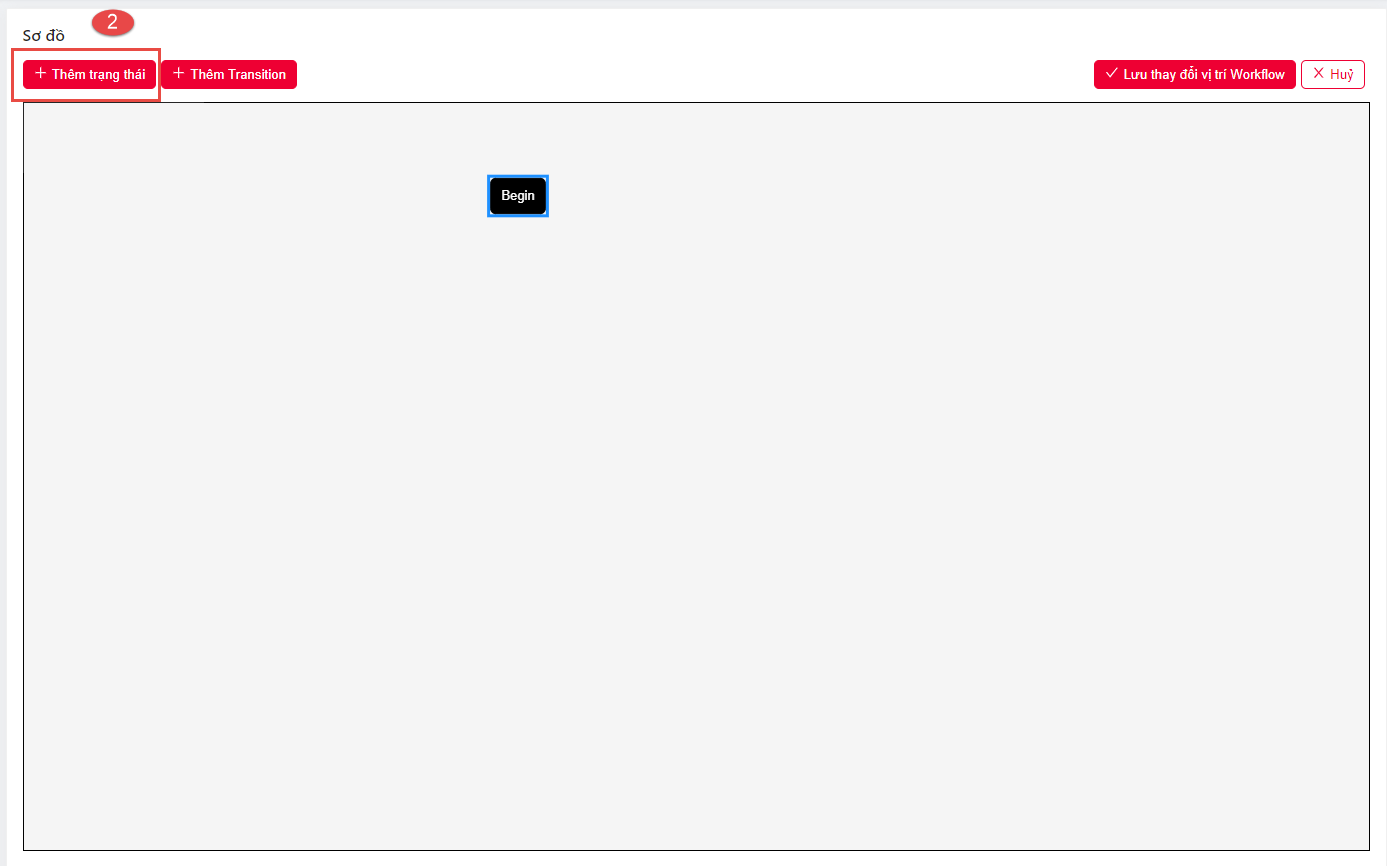 2
Sơ đồ
Thêm trạng thái
Thêm Transition
Lưu thay đổi vị trí Workflow
Huỷ
Begin